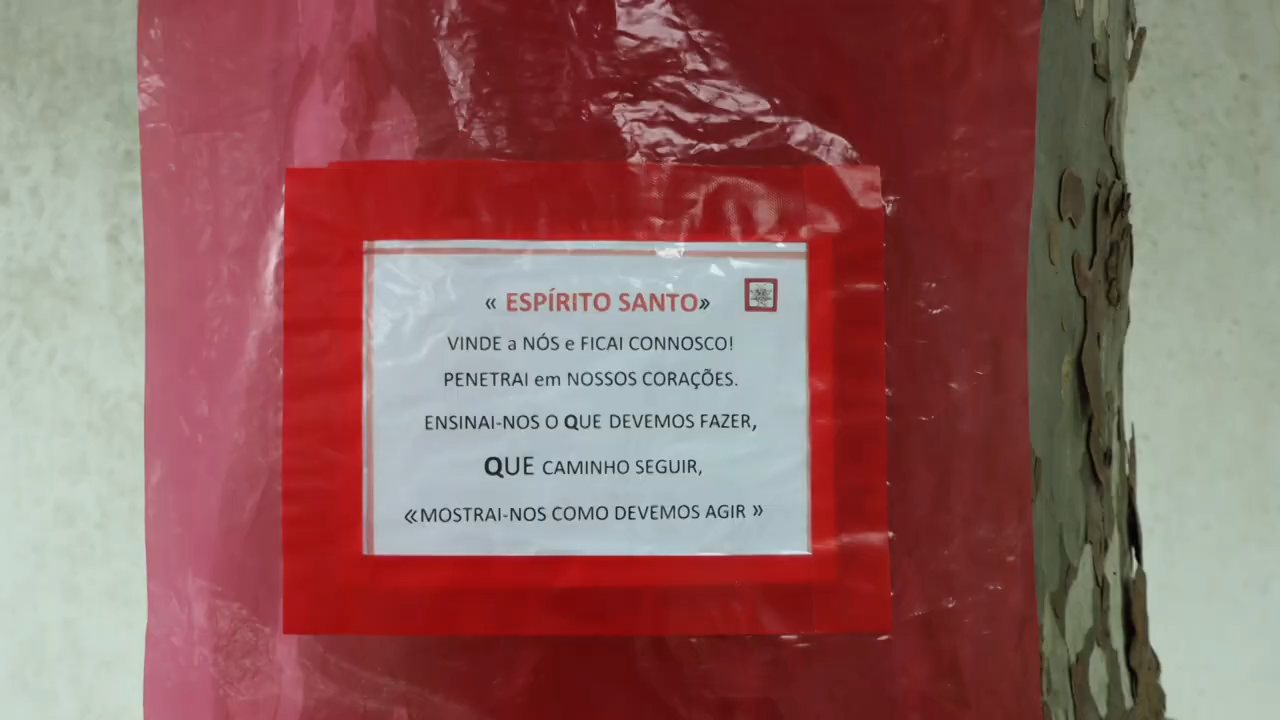 « ESPÍRITO SANTO»
VINDE a NÓS e FICAI CONNOSCO!
PENETRAI em NOSSOS CORAÇÕES.
ENSINAI-NOS O QUE DEVEMOS FAZER,
QUE CAMINHO SEGUIR,
«MOSTRAI-NOS COMO DEVEMOS AGIR »